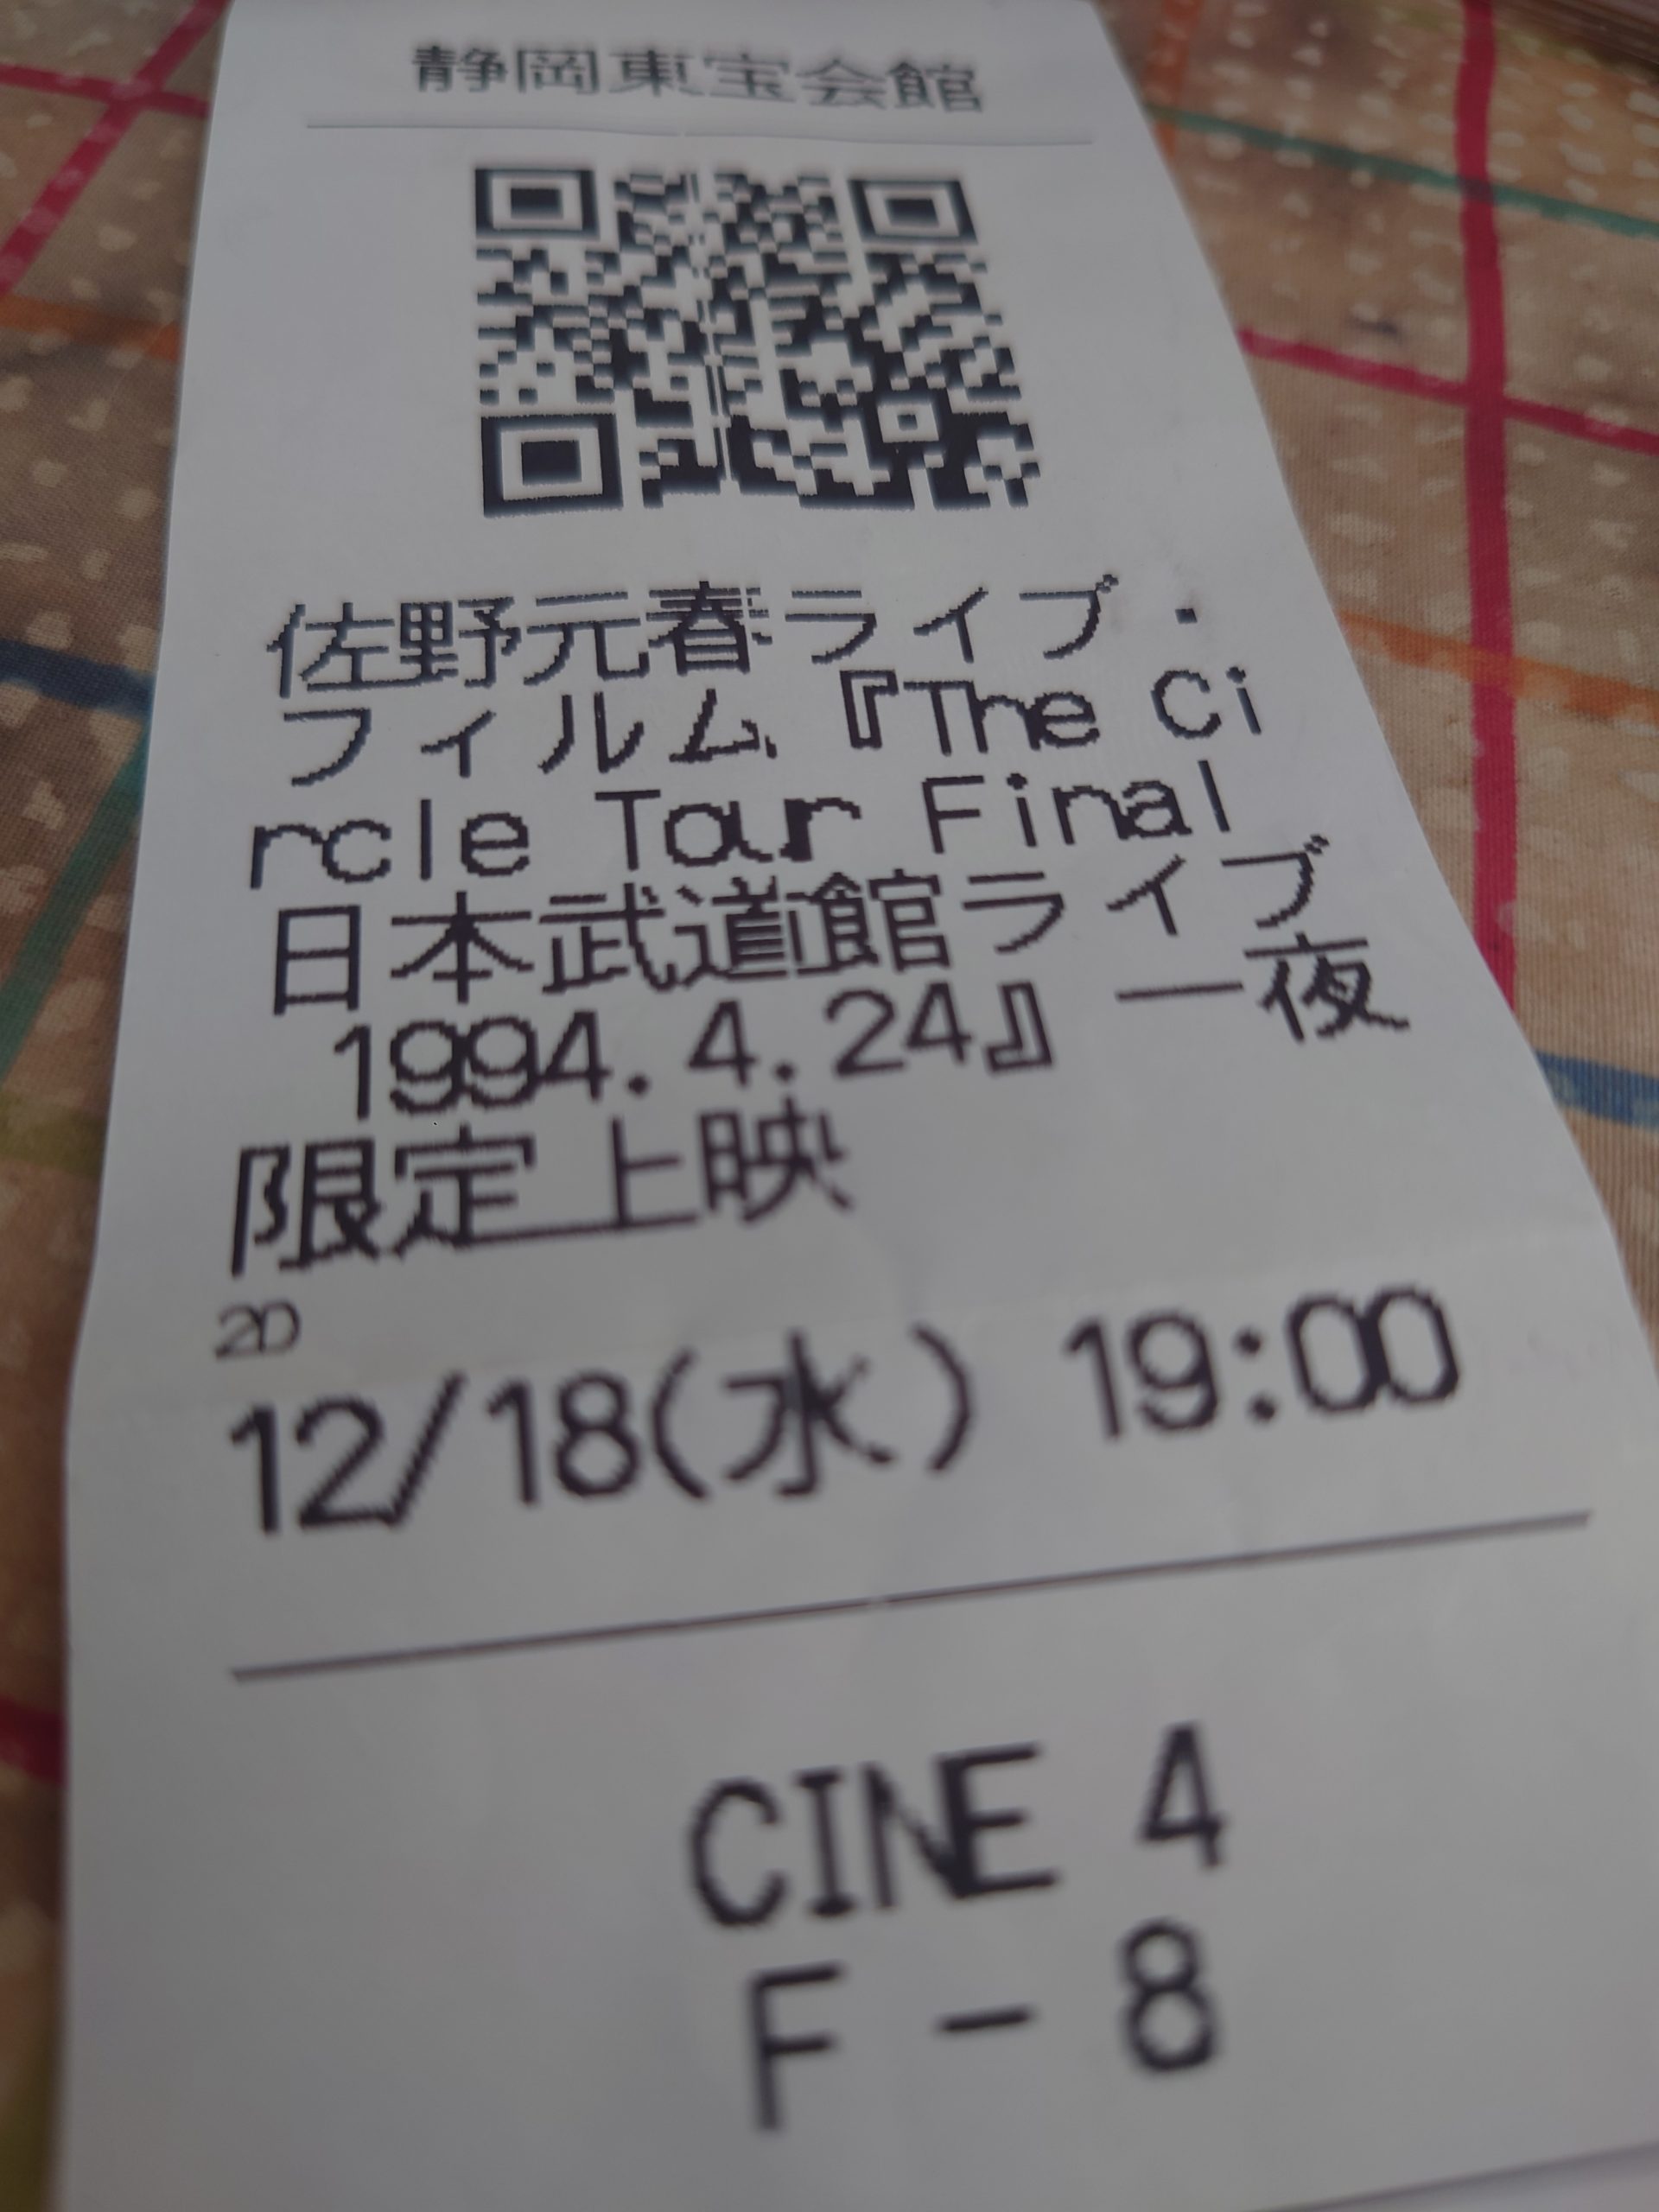 静岡東宝会館
佐野元春ライブ・
フィルム『The Ci
rcle Tour Final
日本武道館ライブ
1994.4.24』一夜
限定上映
2D
12/18(水) 19:00
CINE 4
F - 8